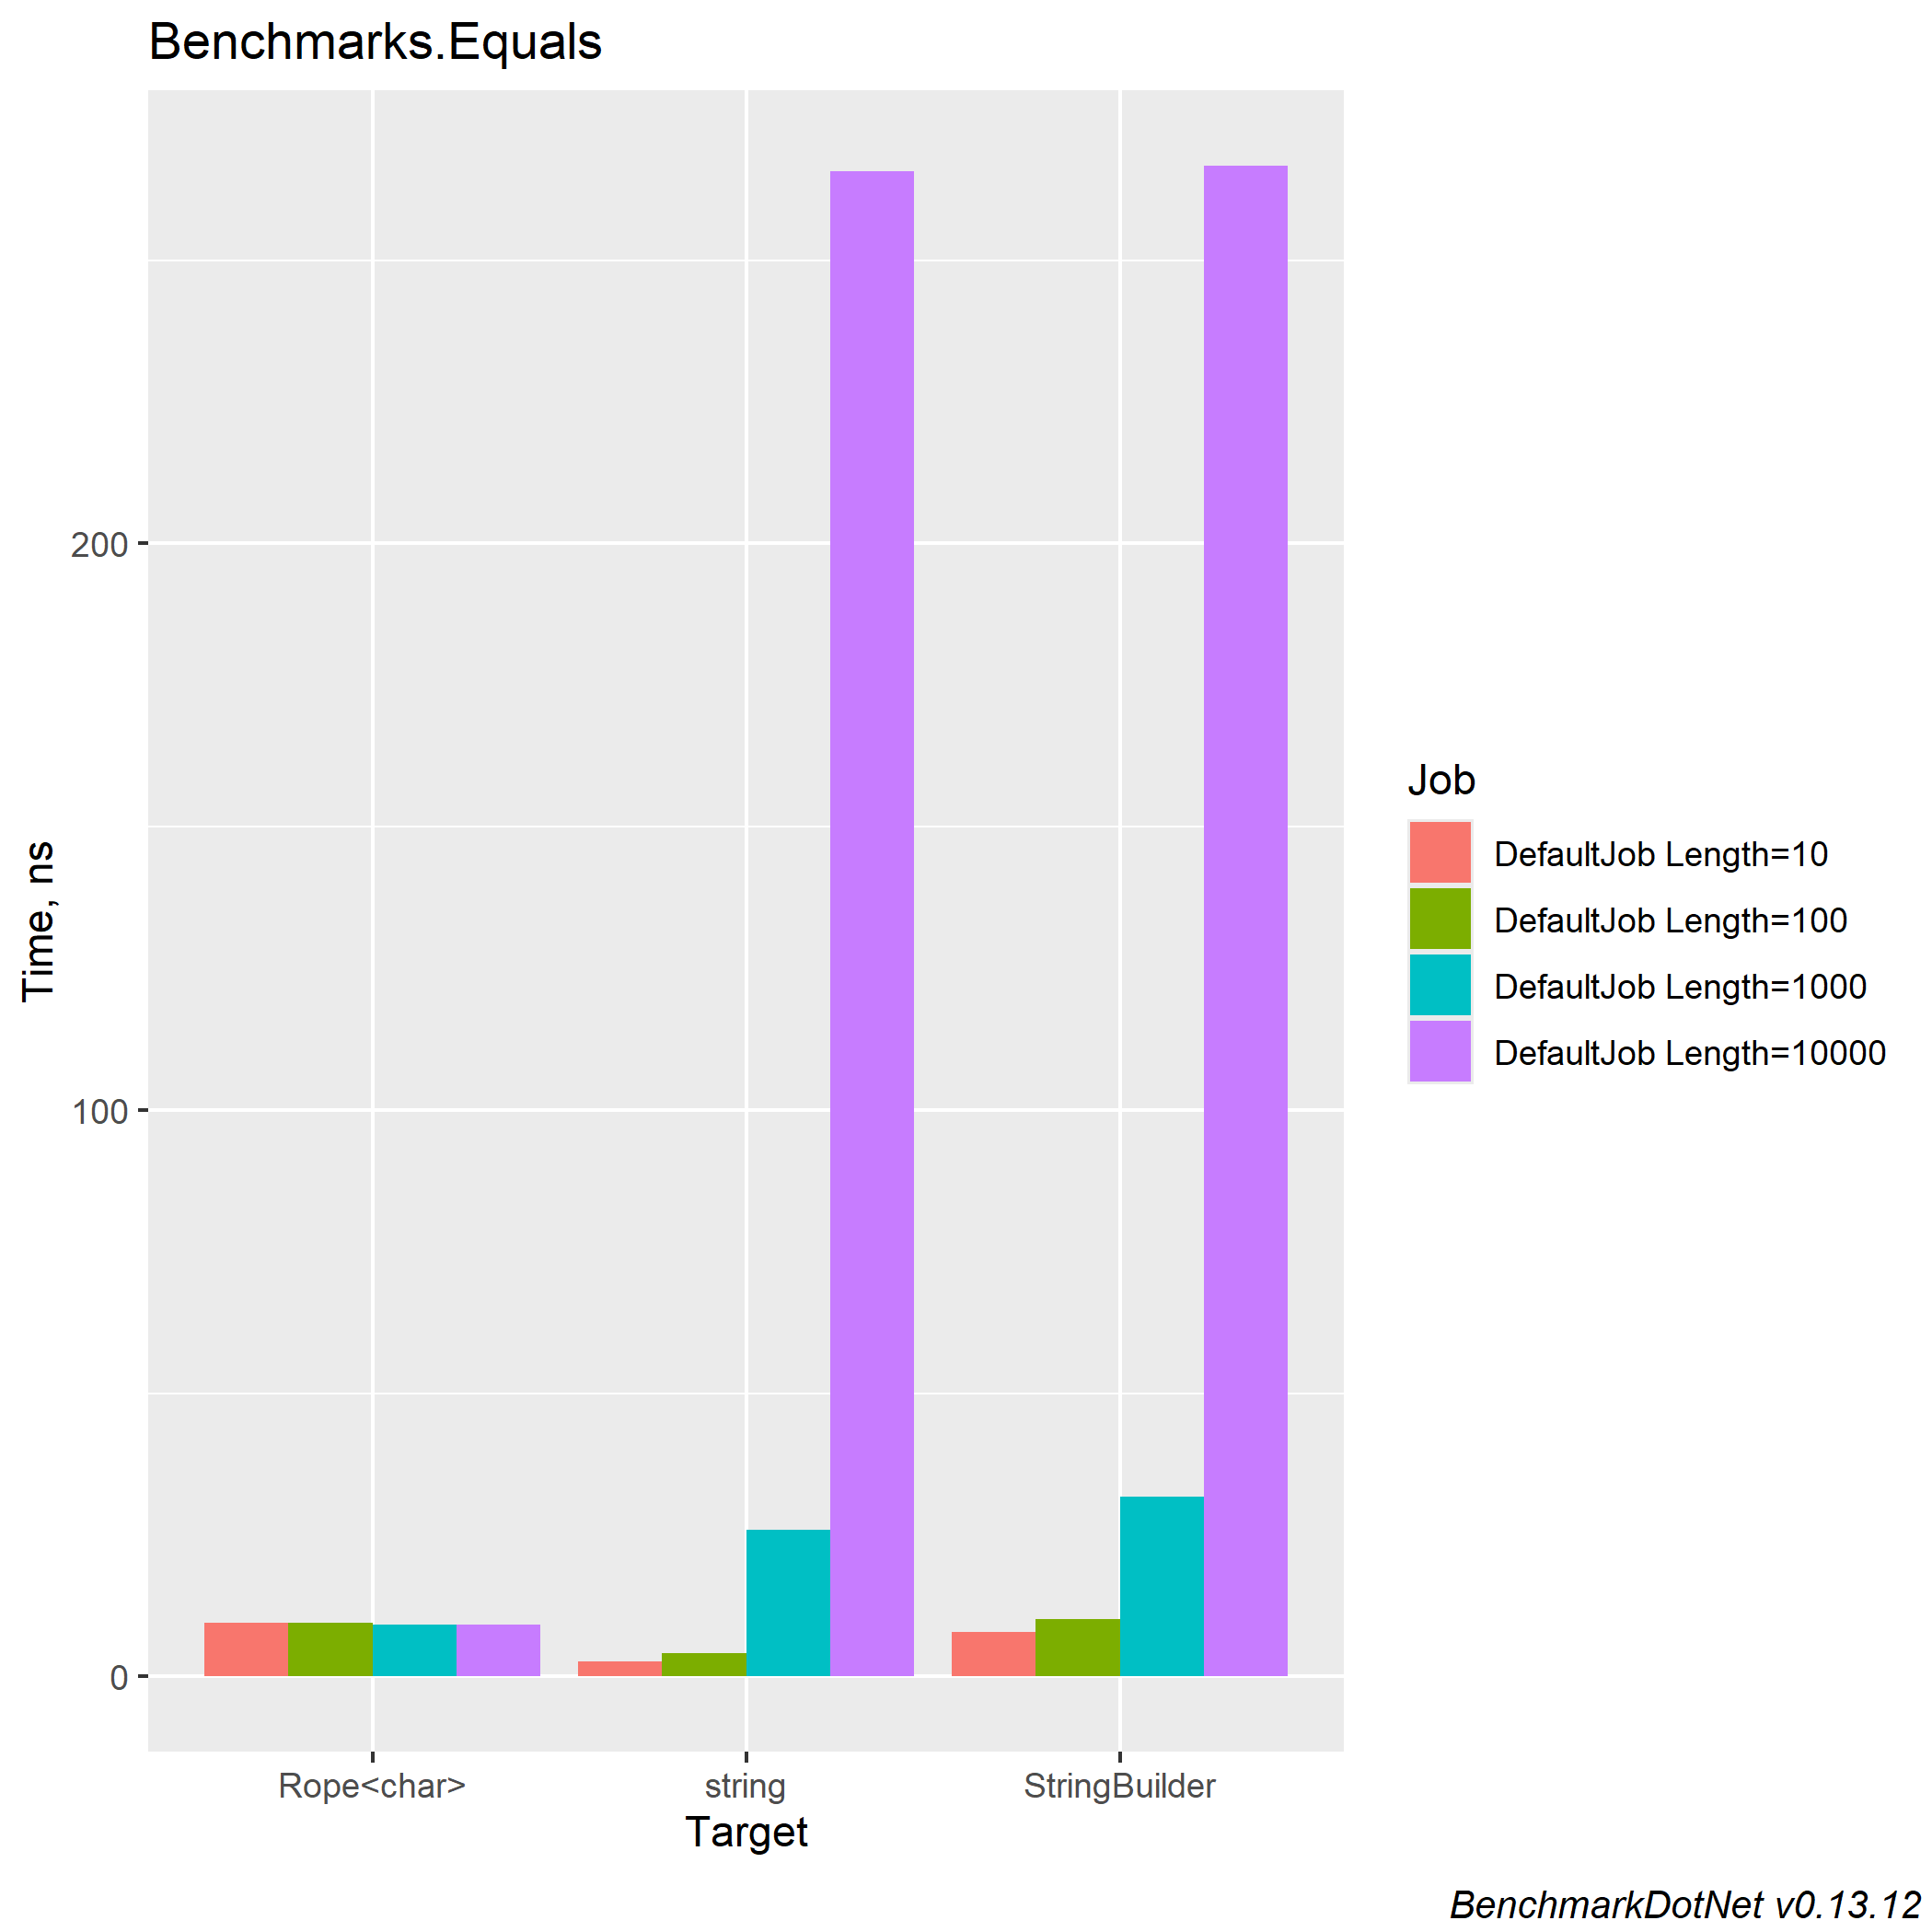 Benchmarks.Equals
Time, ns
200
100
0
Rope<char>
string
StringBuilder
Target
Job
DefaultJob Length=10
DefaultJob Length=100
DefaultJob Length=1000
DefaultJob Length=10000
BenchmarkDotNet v0.13.12